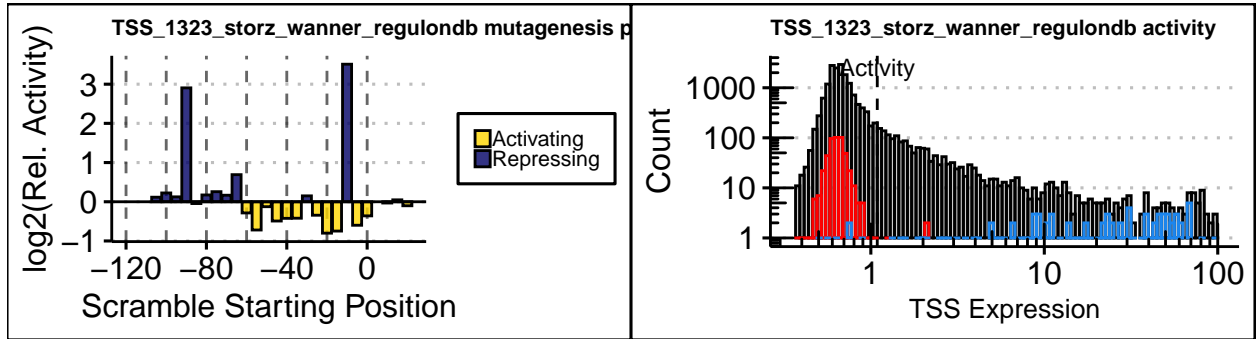 TSS_1323_storz_wanner_regulondb mutagenesis p
log2(Rel. Activity)
3
2
1
0
−1
−120
−80
−40
0
Scramble Starting Position
Activating
Repressing
TSS_1323_storz_wanner_regulondb activity
Activity
Count
1000
100
10
1
1
10
100
TSS Expression